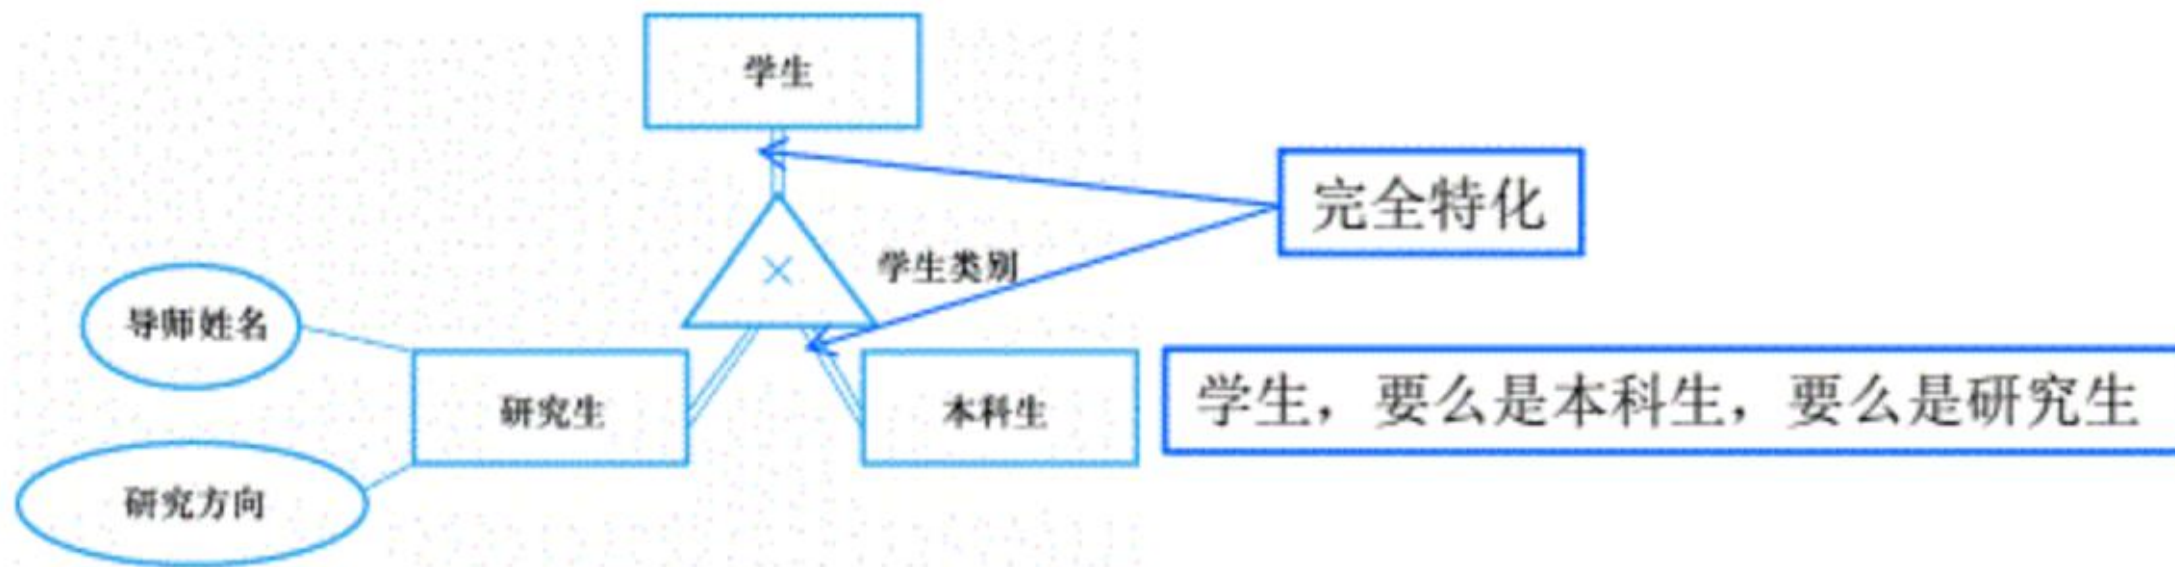 学生
完全特化
学生类别
导师姓名
研究生
本科生
学生，要么是本科生，要么是研究生
研究方向